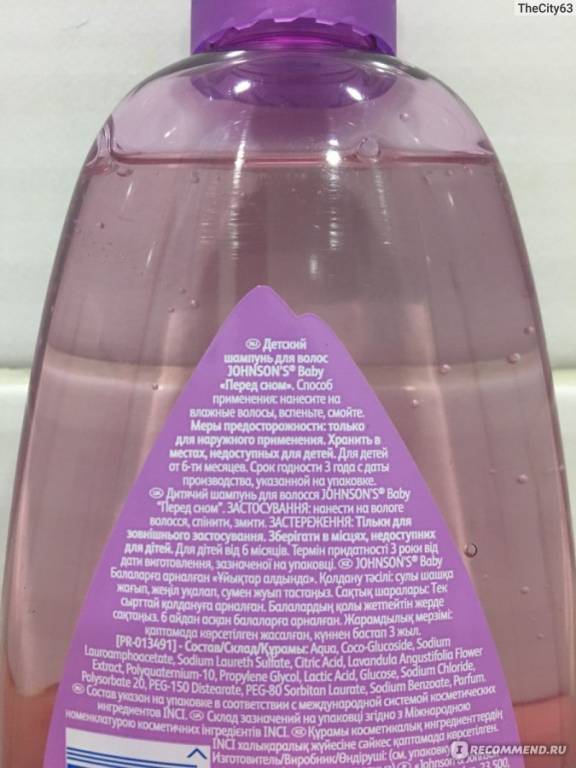 TheCity63
RU Детский
шампунь для волос
JOHNSON'S® Baby
«Перед сном». Способ
применения: нанесите на
влажные волосы, вспеньте, смойте.
Меры предосторожности: только
для наружного применения. Хранить в
местах, недоступных для детей. Для детей
от 6-ти месяцев. Срок годности 3 года с даты
производства, указанной на упаковке.
UA Дитячий шампунь для волосся JOHNSON'S® Baby
"Перед сном". ЗАСТОСУВАННЯ: нанести на вологе
волосся, спінити, змити. ЗАСТЕРЕЖЕННЯ: Тільки для
зовнішнього застосування. Зберігати в місцях, недоступних
для дітей. Для дітей від 6 місяців. Термін придатності 3 роки від
дати виготовлення, зазначеної на упаковці. KZ JOHNSON'S® Baby
Балаларға арналған «Ұйықтар алдында». Қолдану тәсілі: сулы шашқа
жағып, жеңіл уқалап, сумен жуып тастаңыз. Сақтық шаралары: Тек
сырттай қолдануға арналған. Балалардың қолы жетпейтін жерде
сақтаңыз. 6 айдан асқан балаларға арналған. Жарамдылық мерзімі:
қаптамада көрсетілген жасалған, күннен бастап 3 жыл.
[PR-013491] - Состав/Склад/Құрамы: Aqua, Coco-Glucoside, Sodium
Lauroamphoacetate, Sodium Laureth Sulfate, Citric Acid, Lavandula Angustifolia Flower
Extract, Polyquaternium-10, Propylene Glycol, Lactic Acid, Glucose, Sodium Chloride,
Polysorbate 20, PEG-150 Distearate, PEG-80 Sorbitan Laurate, Sodium Benzoate, Parfum.
Состав указан на упаковке в соответствии с международной системой косметических
ингредиентов INCI. Склад зазначений на упаковці згідно з Міжнародною
номенклатурою косметичних інгредієнтів INCI. Құрамы косметикалық ингредиенттердің
INCI халықаралық жүйесіне сәйкес қаптамада көрсетілген.
Изготовитель/Виробник/Өндіруші: (см. упаковку)
Johnson & Johns
23 500,
IRECOMMEND.RU